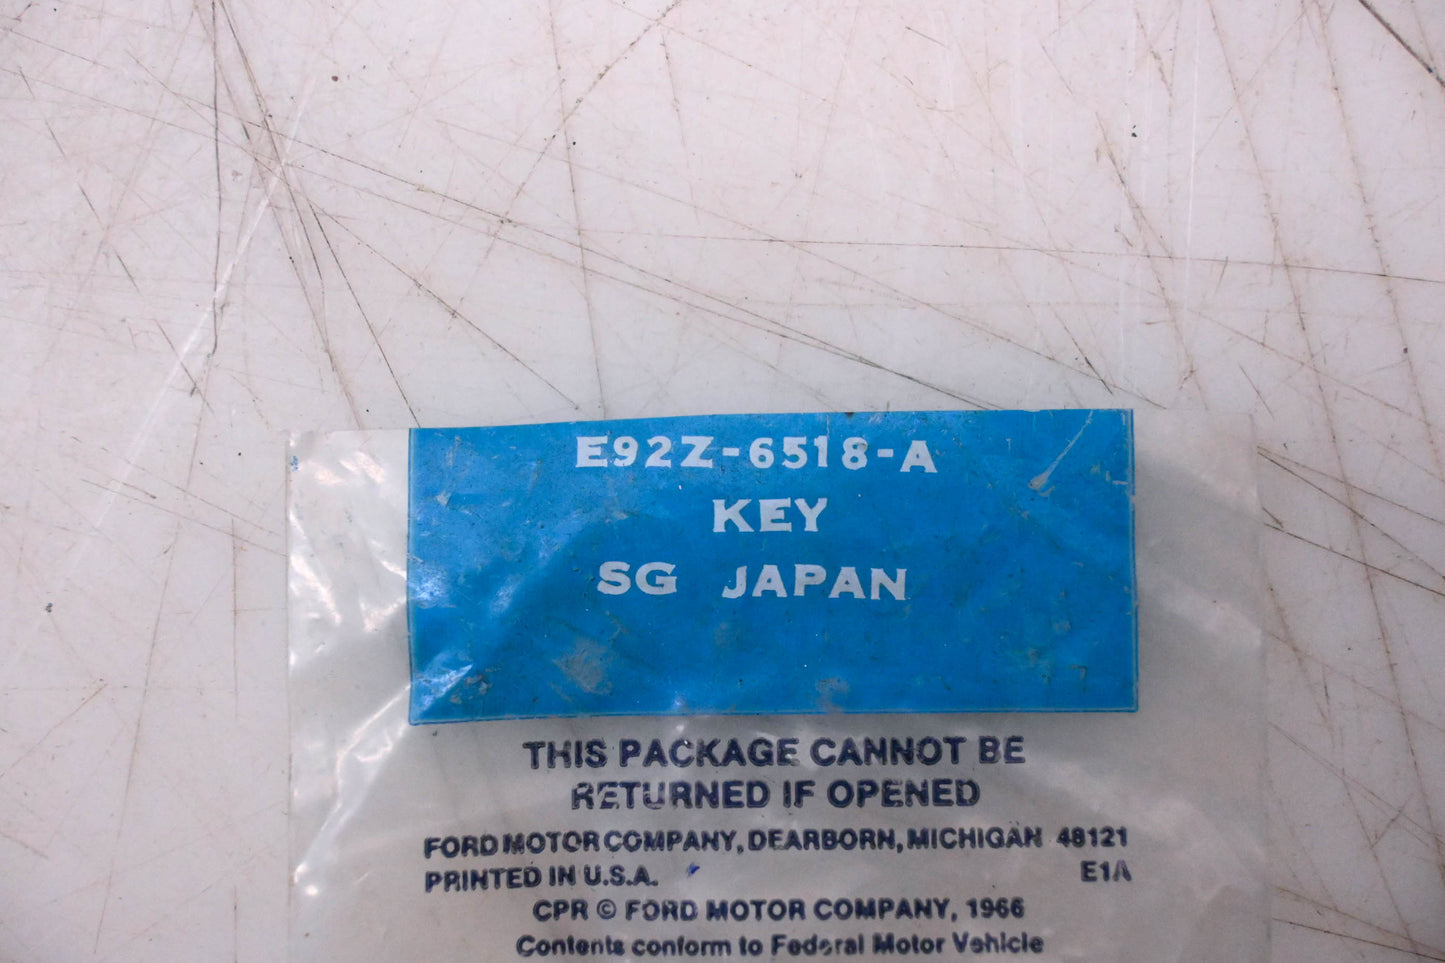 E92Z-6518-A
KEY
SG JAPAN
THIS PACKAGE CANNOT BE
RETURNED IF OPENED
FORD MOTOR COMPANY, DEARBORN, MICHIGAN 48121
PRINTED IN U.S.A. E1A
CPR © FORD MOTOR COMPANY, 1966
Contents conform to Federal Motor Vehicle